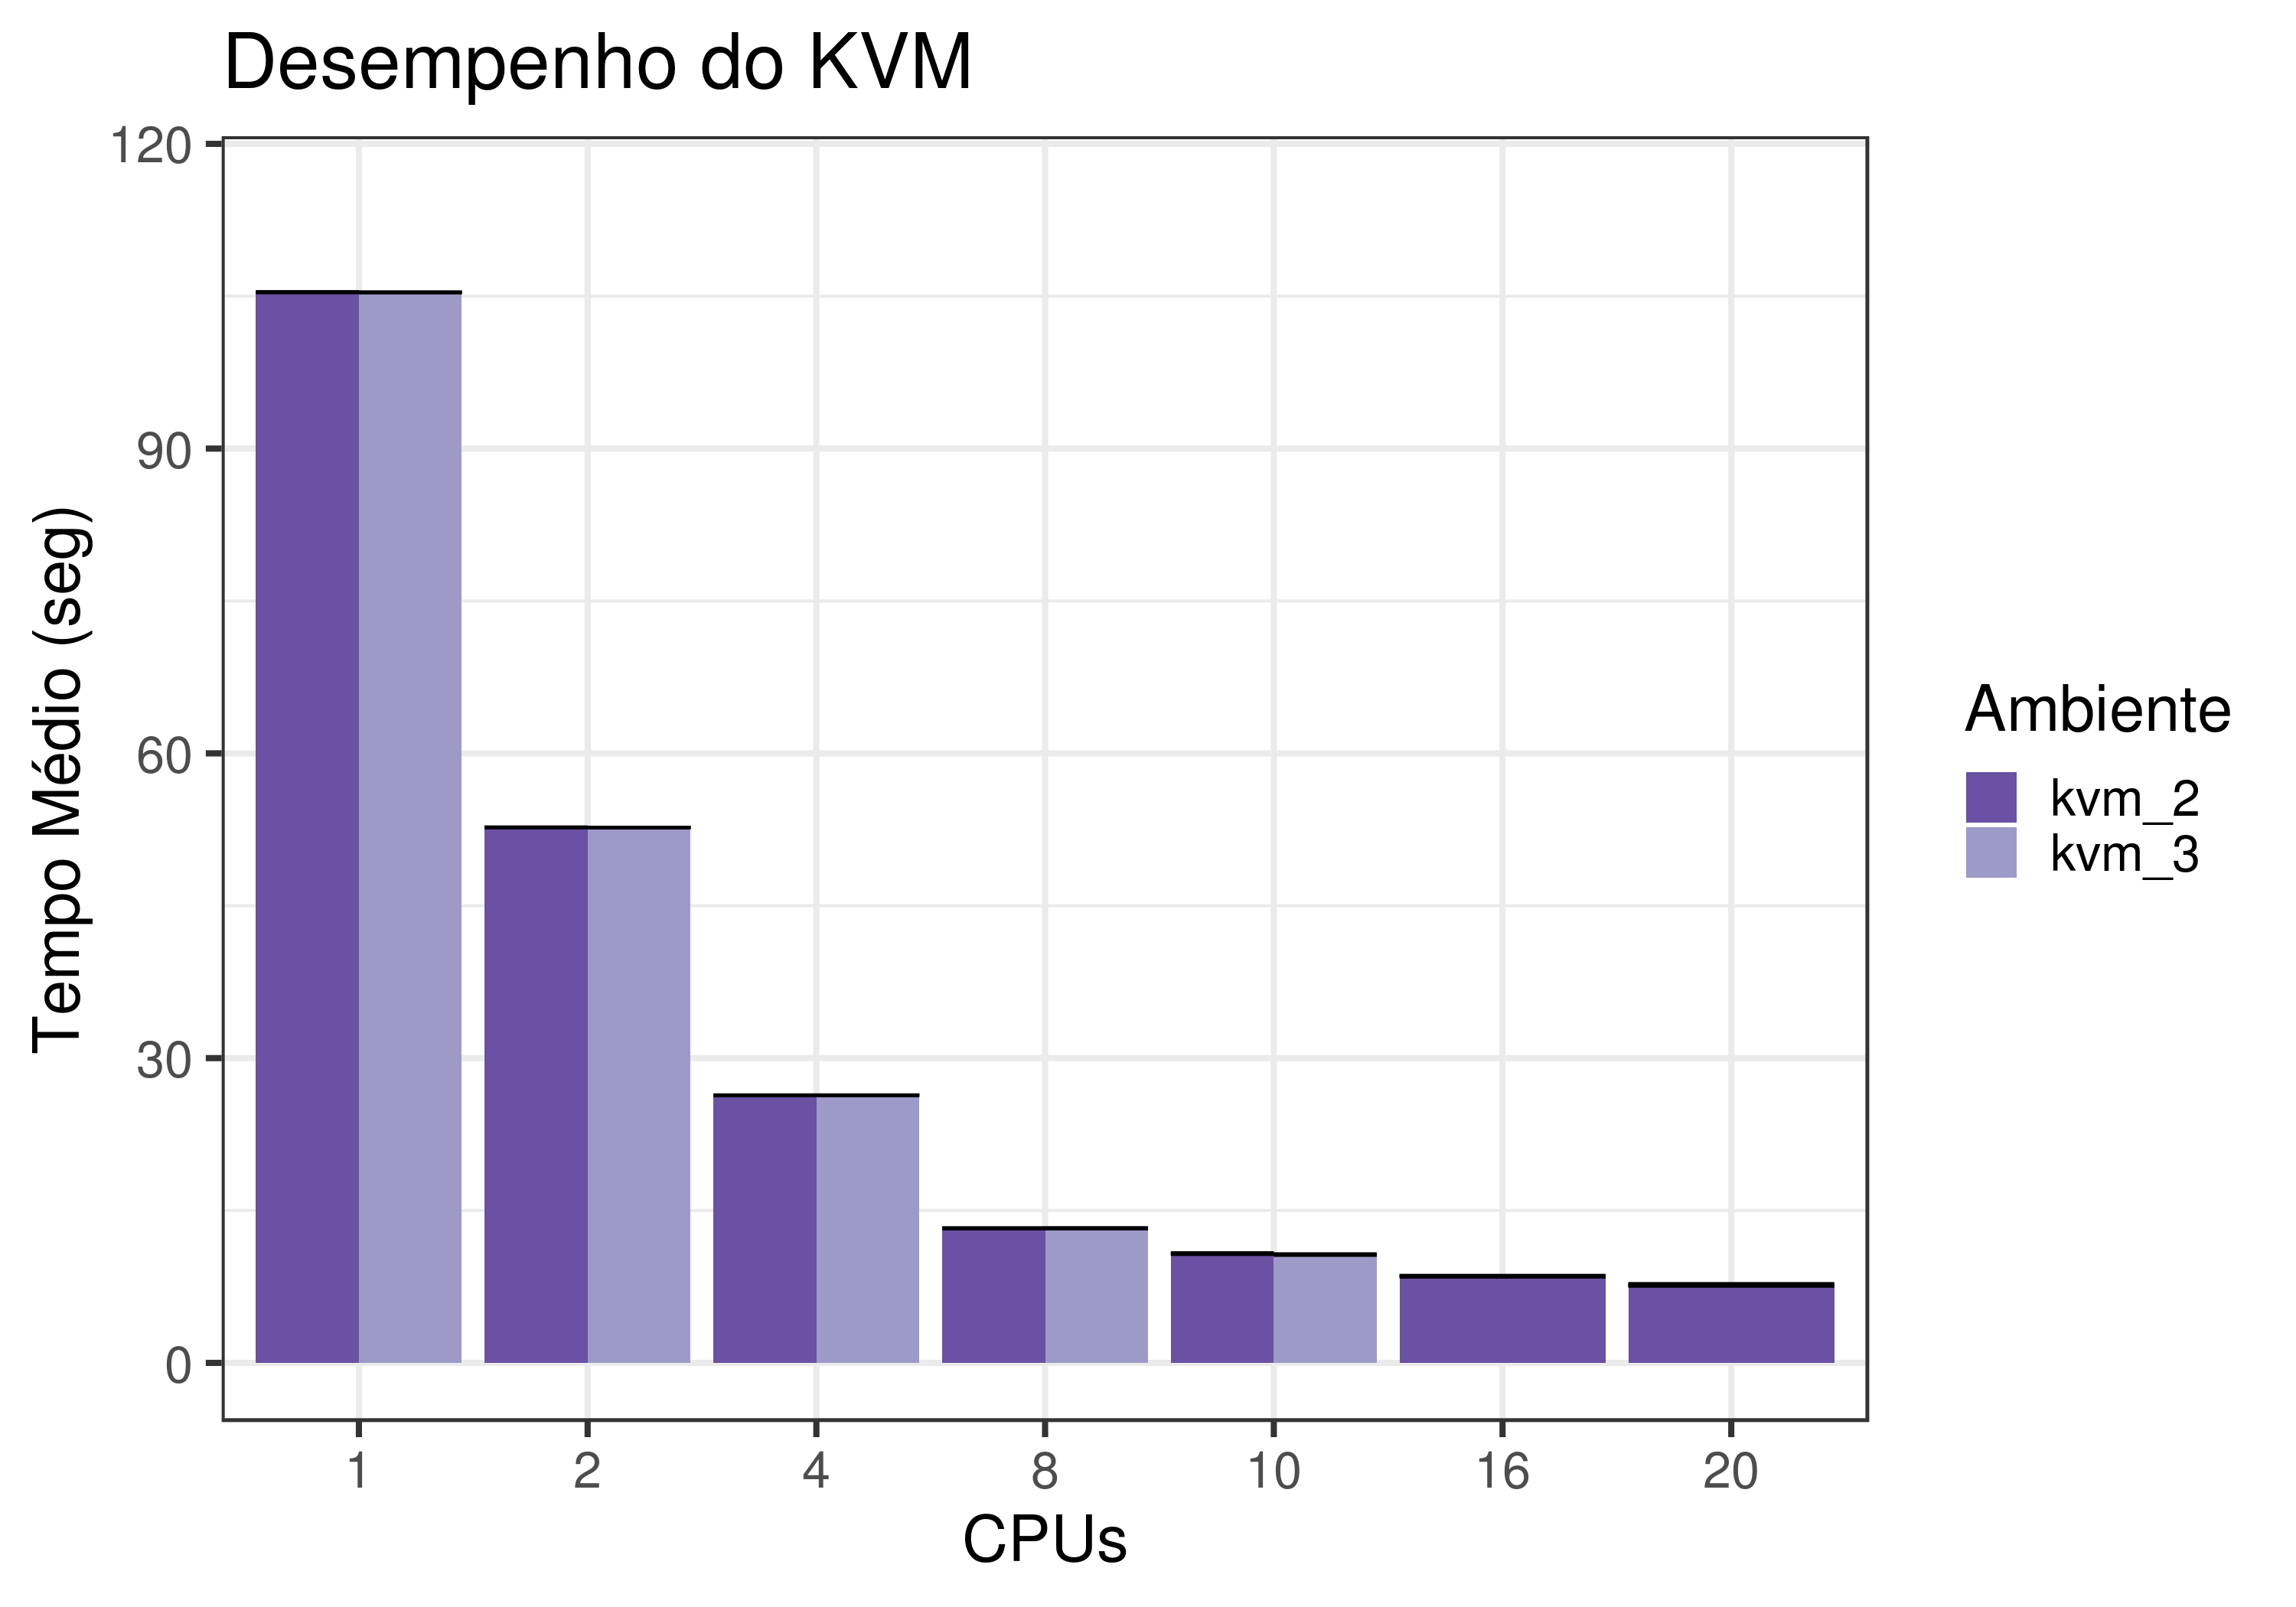 Desempenho do KVM
120
90
60
30
0
Tempo Médio (seg)
1 2 4 8 10 16 20
CPUs
Ambiente
kvm_2
kvm_3